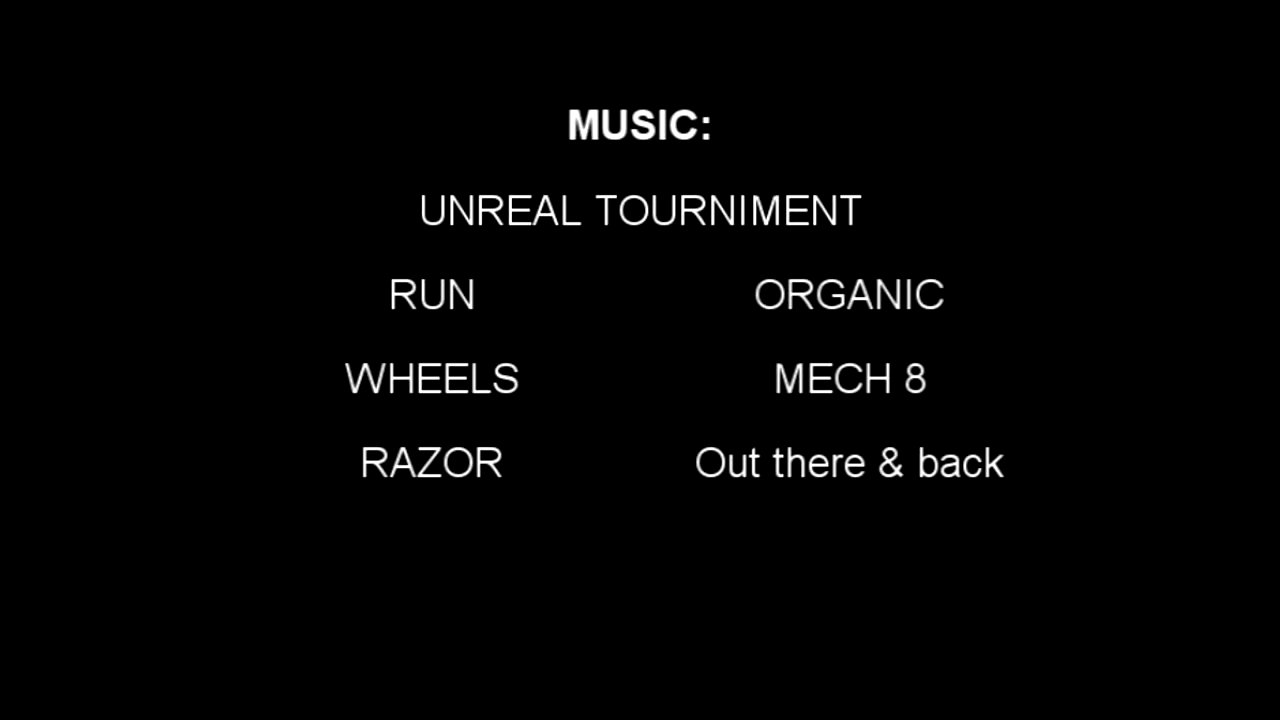 MUSIC:
UNREAL TOURNIMENT
RUN ORGANIC
WHEELS MECH 8
RAZOR Out there & back